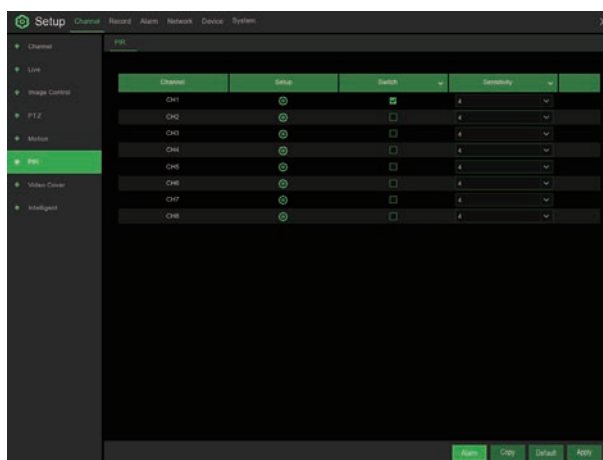 Setup Channel Record Alarm Network Device System
Channel
PIR
Live
Image Control
PTZ
Motion
PIR
Video Cover
Intelligent
Channel Setup Switch Sensitivity
CH1 4
CH2 4
CH3 4
CH4 4
CH5 4
CH6 4
CH7 4
CH8 4
Alarm Copy Default Apply